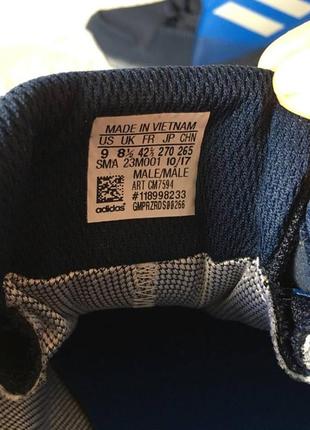 MADE IN VIETNAM
US UK FR JP CHN
9 8½ 42⅔ 270 265
SMA 23M001 10/17
MALE/MÂLE
ART CM7594
#118998233
adidas GMPRZRDS00266